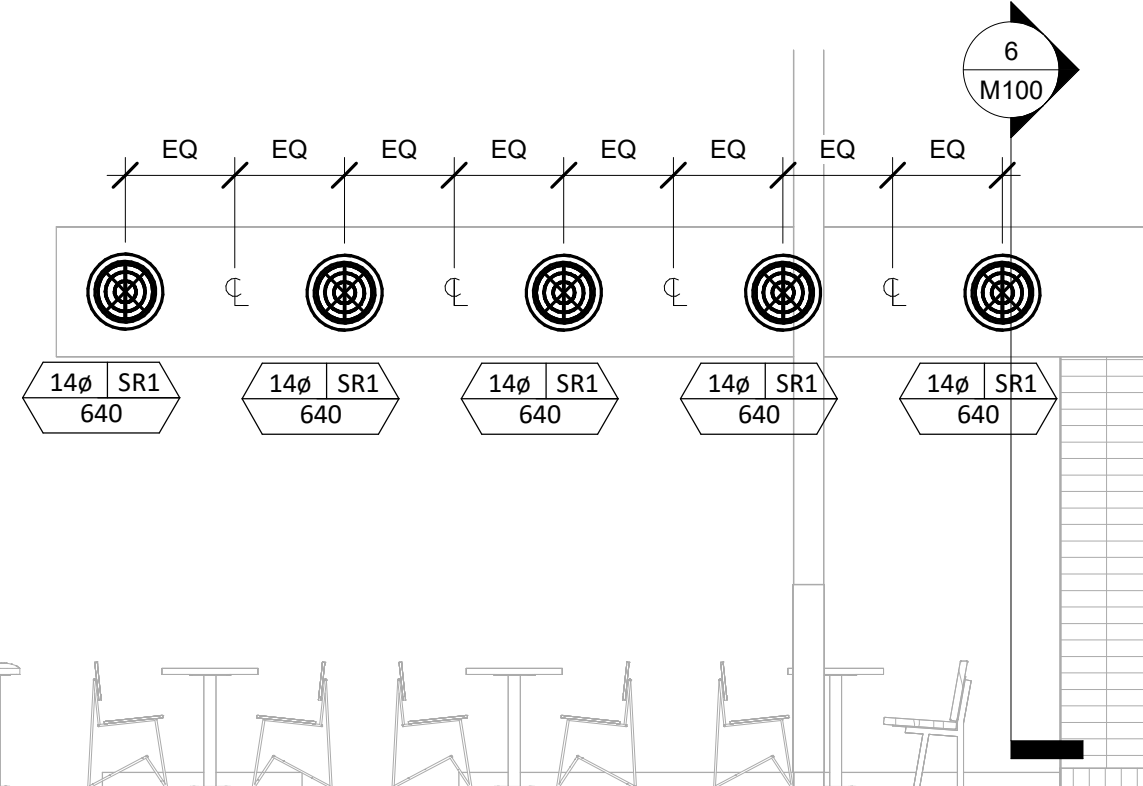 6
M100
EQ EQ EQ EQ EQ EQ EQ EQ
℄ ℄ ℄ ℄
14ø SR1 14ø SR1 14ø SR1 14ø SR1 14ø SR1
640 640 640 640 640